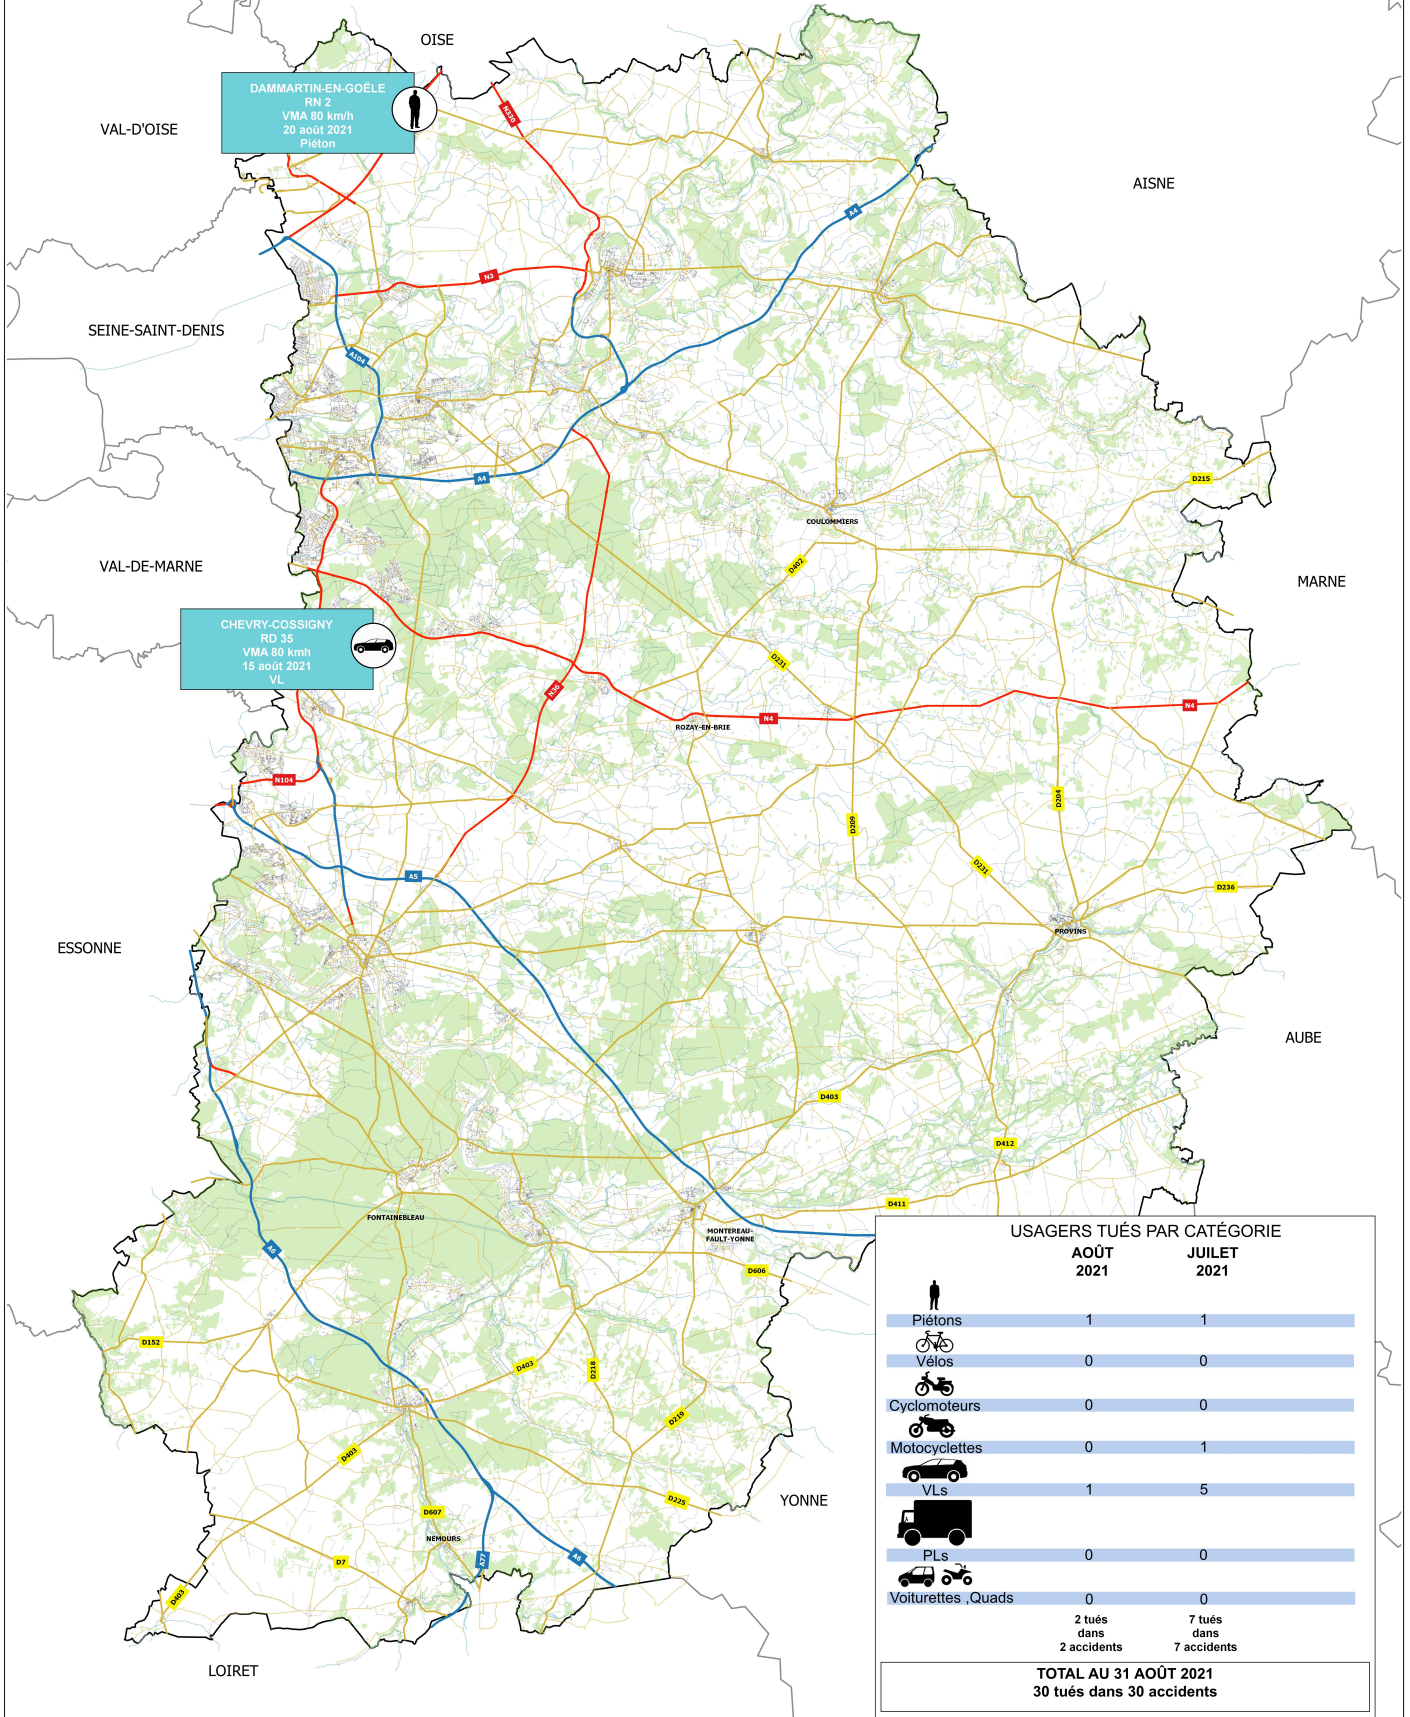 OISE
DAMMARTIN-EN-GOËLE
RN 2
VMA 80 km/h
20 août 2021
Piéton
N330
VAL-D'OISE
AISNE
A4
N3
SEINE-SAINT-DENIS
A104
A4
D215
COULOMMIERS
D402
VAL-DE-MARNE
MARNE
CHEVRY-COSSIGNY
RD 35
VMA 80 kmh
15 août 2021
VL
D231
N36
N4
N4
ROZAY-EN-BRIE
N104
D204
D209
D231
A5
D236
PROVINS
ESSONNE
AUBE
D403
D412
D411
FONTAINEBLEAU
MONTEREAU-
FAULT-YONNE
A6
D606
D152
D403
D218
D219
D403
D225
YONNE
D607
NEMOURS
D7
A77
A6
D403
LOIRET
USAGERS TUÉS PAR CATÉGORIE
AOÛT JUILET
2021 2021
Piétons 1 1
Vélos 0 0
Cyclomoteurs 0 0
Motocyclettes 0 1
VLs 1 5
PLs 0 0
Voiturettes ,Quads 0 0
2 tués 7 tués
dans dans
2 accidents 7 accidents
TOTAL AU 31 AOÛT 2021
30 tués dans 30 accidents